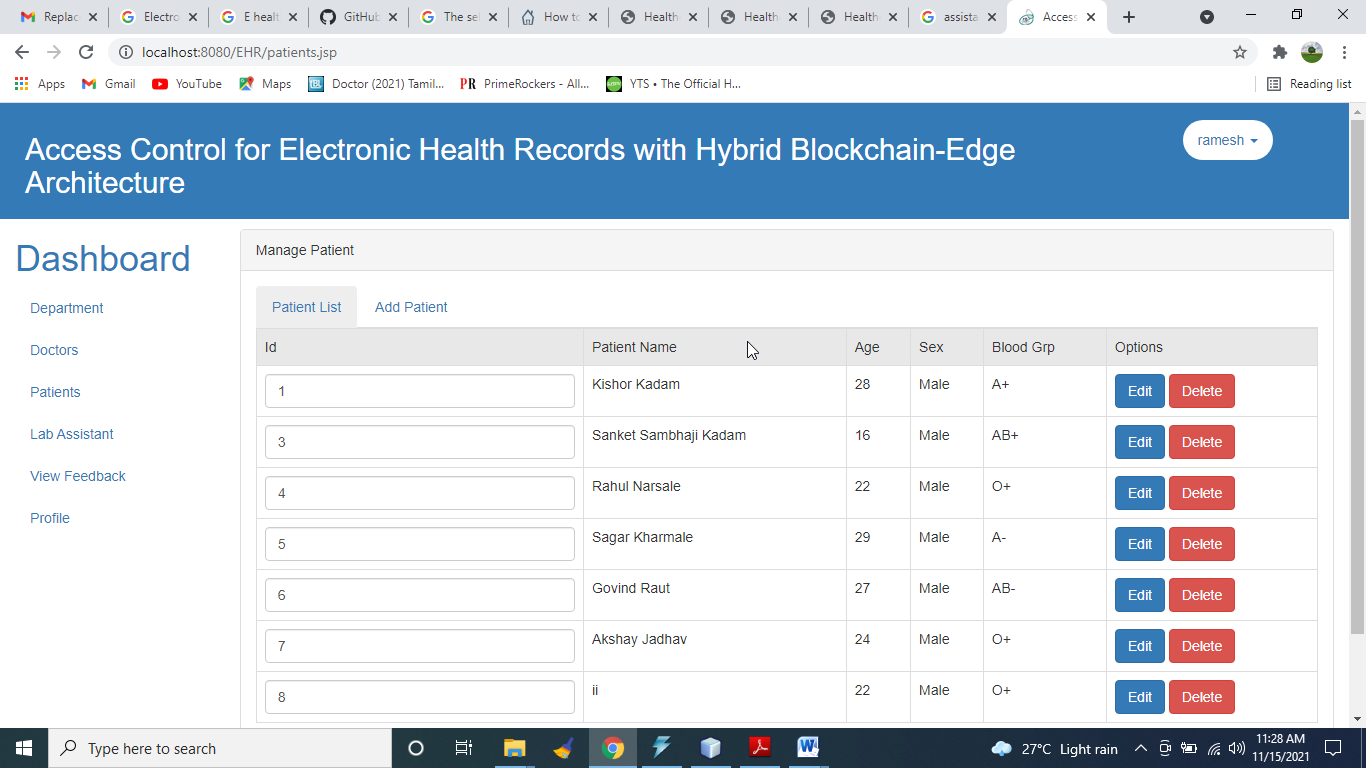 Replac
Electro
E healt
GitHub
The sel
How to
Health
Health
Health
assista
Access
localhost:8080/EHR/patients.jsp
Apps Gmail YouTube Maps Doctor (2021) Tamil... PrimeRockers - All... YTS • The Official H... Reading list
Access Control for Electronic Health Records with Hybrid Blockchain-Edge
Architecture
ramesh
Dashboard
Department
Doctors
Patients
Lab Assistant
View Feedback
Profile
Manage Patient
Patient List Add Patient
Id Patient Name Age Sex Blood Grp Options
1 Kishor Kadam 28 Male A+ Edit Delete
3 Sanket Sambhaji Kadam 16 Male AB+ Edit Delete
4 Rahul Narsale 22 Male O+ Edit Delete
5 Sagar Kharmale 29 Male A- Edit Delete
6 Govind Raut 27 Male AB- Edit Delete
7 Akshay Jadhav 24 Male O+ Edit Delete
8 ii 22 Male O+ Edit Delete
Type here to search
27°C Light rain
11:28 AM
11/15/2021